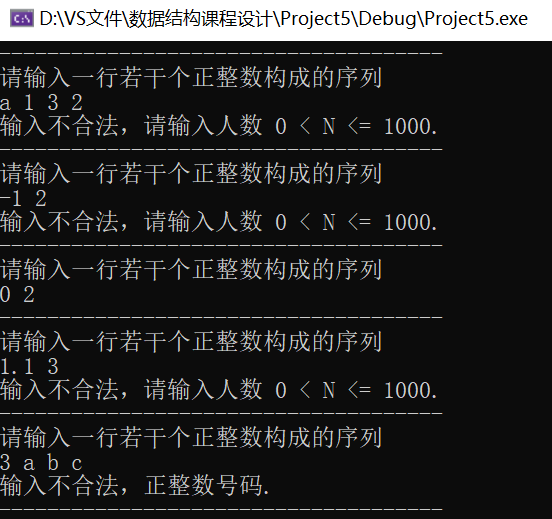 D:\VS文件\数据结构课程设计\Project5\Debug\Project5.exe
-------------------------------------
请输入一行若干个正整数构成的序列
a 1 3 2
输入不合法，请输入人数 0 < N <= 1000.
-------------------------------------
请输入一行若干个正整数构成的序列
-1 2
输入不合法，请输入人数 0 < N <= 1000.
-------------------------------------
请输入一行若干个正整数构成的序列
0 2
-------------------------------------
请输入一行若干个正整数构成的序列
1.1 3
输入不合法，请输入人数 0 < N <= 1000.
-------------------------------------
请输入一行若干个正整数构成的序列
3 a b c
输入不合法，正整数号码.
-------------------------------------